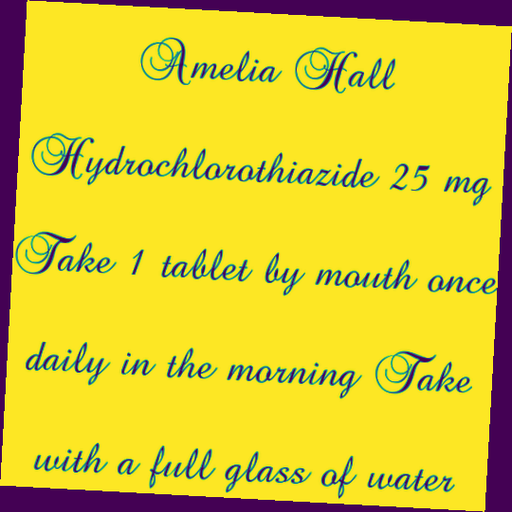 Amelia Hall
Hydrochlorothiazide 25 mg
Take 1 tablet by mouth once
daily in the morning Take
with a full glass of water